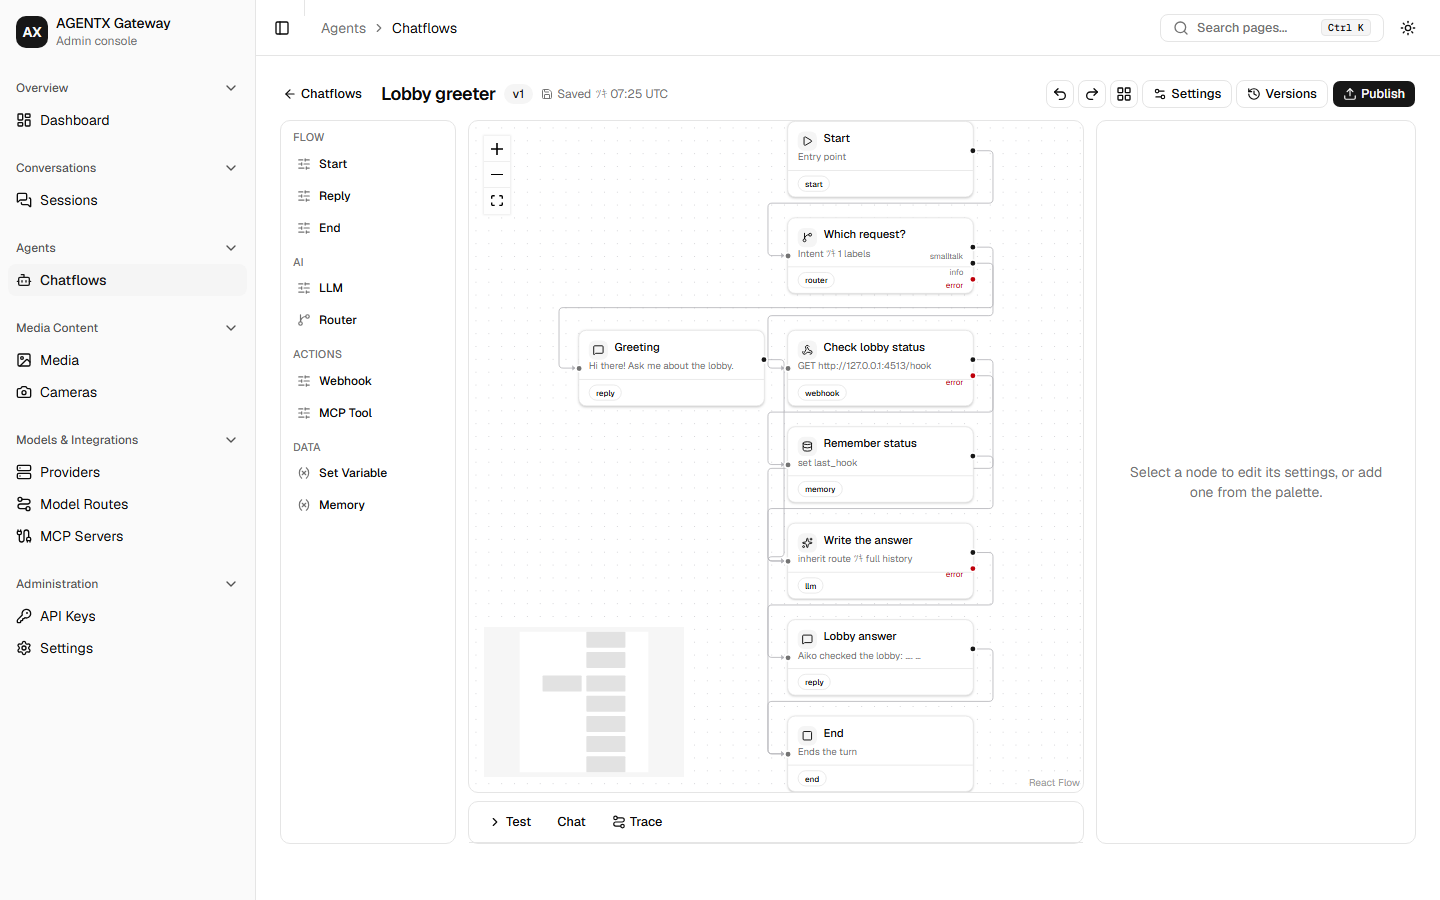 AX
AGENTX Gateway
Admin console
Overview
Dashboard
Conversations
Sessions
Agents
Chatflows
Media Content
Media
Cameras
Models & Integrations
Providers
Model Routes
MCP Servers
Administration
API Keys
Settings
Agents > Chatflows
Search pages... Ctrl K
Chatflows
Lobby greeter v1 Saved ﾂｷ 07:25 UTC
Settings
Versions
Publish
FLOW
Start
Reply
End
AI
LLM
Router
ACTIONS
Webhook
MCP Tool
DATA
Set Variable
Memory
Start
Entry point
start
Which request?
Intent ﾂｷ 1 labels
smalltalk
info
router
error
Greeting
Hi there! Ask me about the lobby.
reply
Check lobby status
GET http://127.0.0.1:4513/hook
error
webhook
Remember status
set last_hook
memory
Write the answer
inherit route ﾂｷ full history
error
llm
Lobby answer
Aiko checked the lobby: 
reply
End
Ends the turn
end
React Flow
Test
Chat
Trace
Select a node to edit its settings, or add
one from the palette.